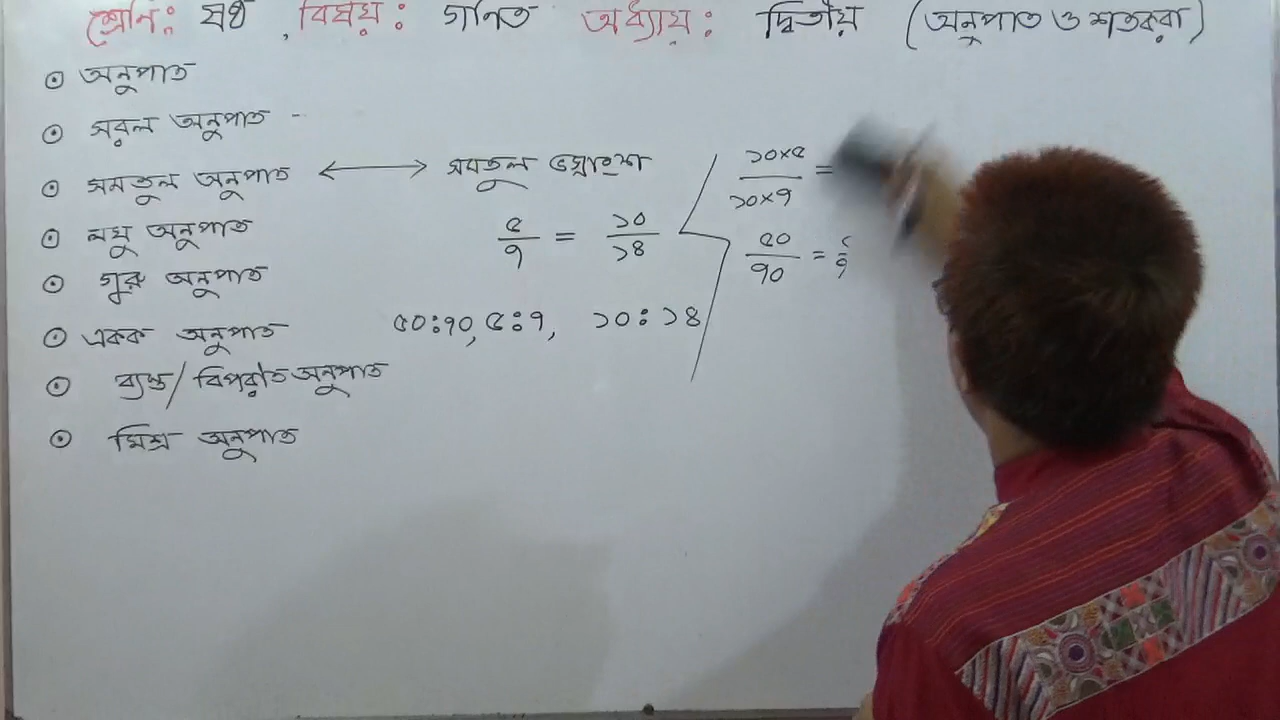 শ্রেণি: ষষ্ঠ, বিষয়: গণিত অধ্যায়: দ্বিতীয় (অনুপাত ও শতকরা)
অনুপাত
সরল অনুপাত -
সমতুল অনুপাত ↔ সমতুল ভগ্নাংশ
লঘু অনুপাত
গুরু অনুপাত
একক অনুপাত
ব্যস্ত/বিপরীত অনুপাত
মিশ্র অনুপাত
৫/৭ = ১০/১৪
৫০:৭০, ৫:৭, ১০:১৪
১০×৫/১০×৭ =
৫০/৭০ = ৫/৭